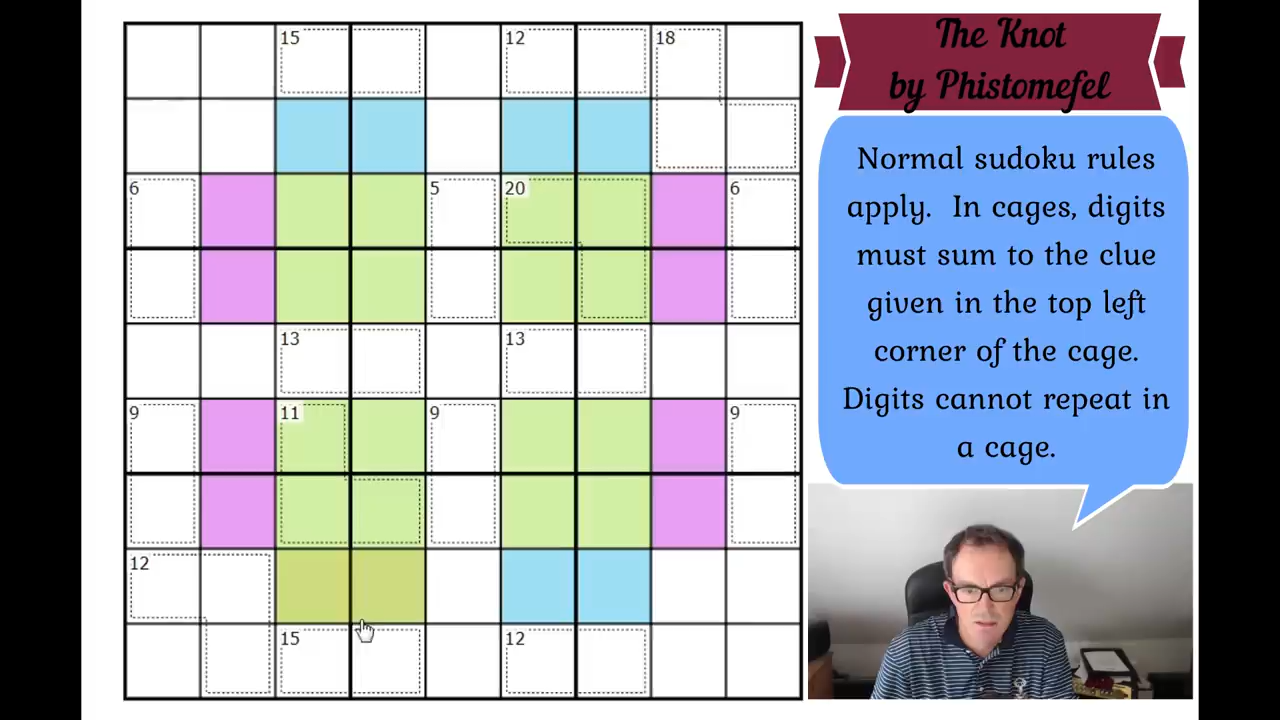 15 12 18
6 5 20 6
13 13
9 11 9 9
12
15 12
The Knot
by Phistomefel
Normal sudoku rules
apply. In cages, digits
must sum to the clue
given in the top left
corner of the cage.
Digits cannot repeat in
a cage.